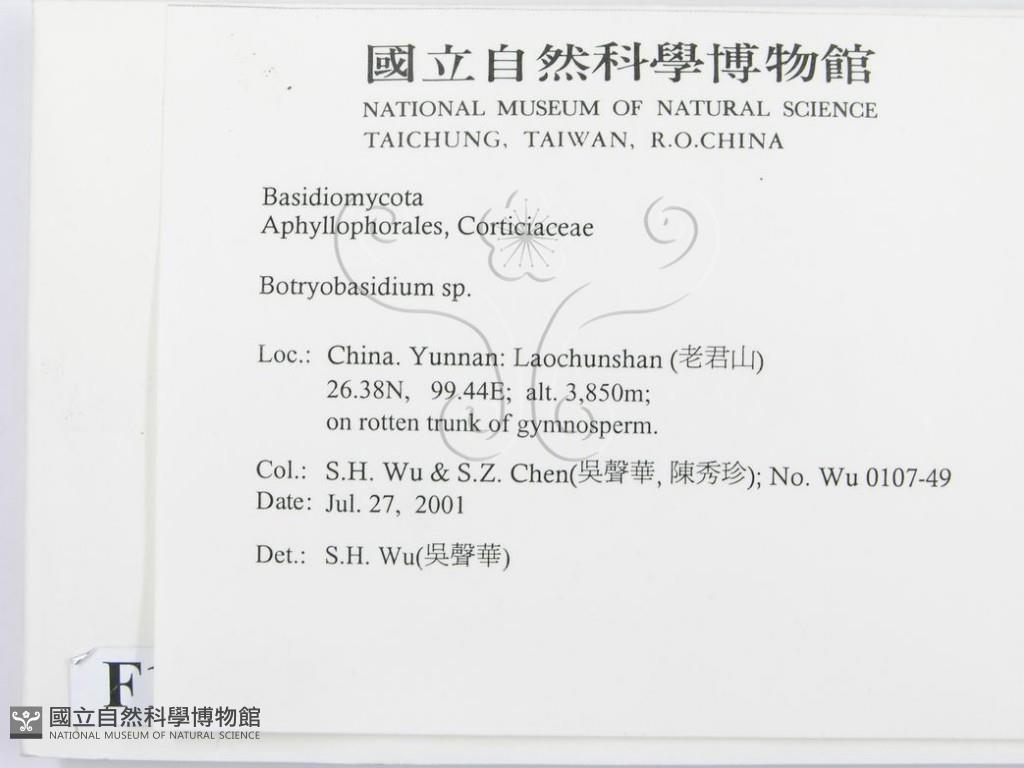 國立自然科學博物館
NATIONAL MUSEUM OF NATURAL SCIENCE
TAICHUNG, TAIWAN, R.O.CHINA
Basidiomycota
Aphyllophorales, Corticiaceae
Botryobasidium sp.
Loc.: China. Yunnan: Laochunshan (老君山)
26.38N, 99.44E; alt. 3,850m;
on rotten trunk of gymnosperm.
Col.: S.H. Wu & S.Z. Chen(吳聲華, 陳秀珍); No. Wu 0107-49
Date: Jul. 27, 2001
Det.: S.H. Wu(吳聲華)
F
國立自然科學博物館
NATIONAL MUSEUM OF NATURAL SCIENCE